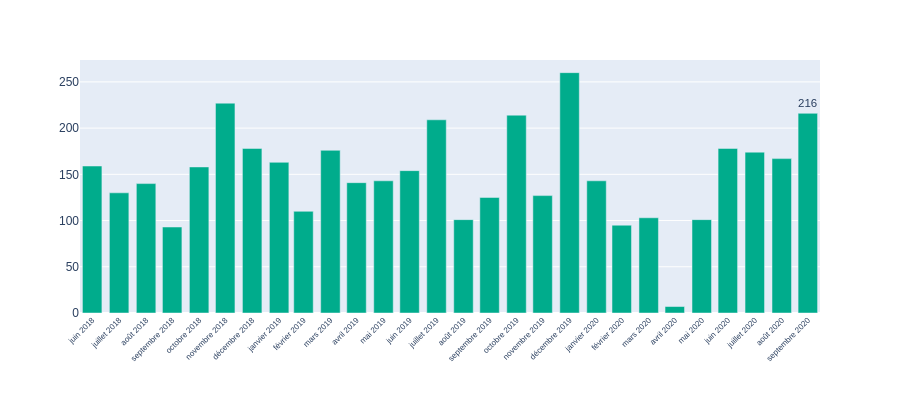 250
200
150
100
50
0
216
juin 2018
juillet 2018
août 2018
septembre 2018
octobre 2018
novembre 2018
décembre 2018
janvier 2019
février 2019
mars 2019
avril 2019
mai 2019
juin 2019
juillet 2019
août 2019
septembre 2019
octobre 2019
novembre 2019
décembre 2019
janvier 2020
février 2020
mars 2020
avril 2020
mai 2020
juin 2020
juillet 2020
août 2020
septembre 2020